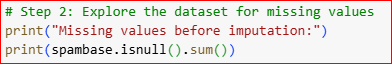 # Step 2: Explore the dataset for missing values
print("Missing values before imputation:")
print(spambase.isnull().sum())